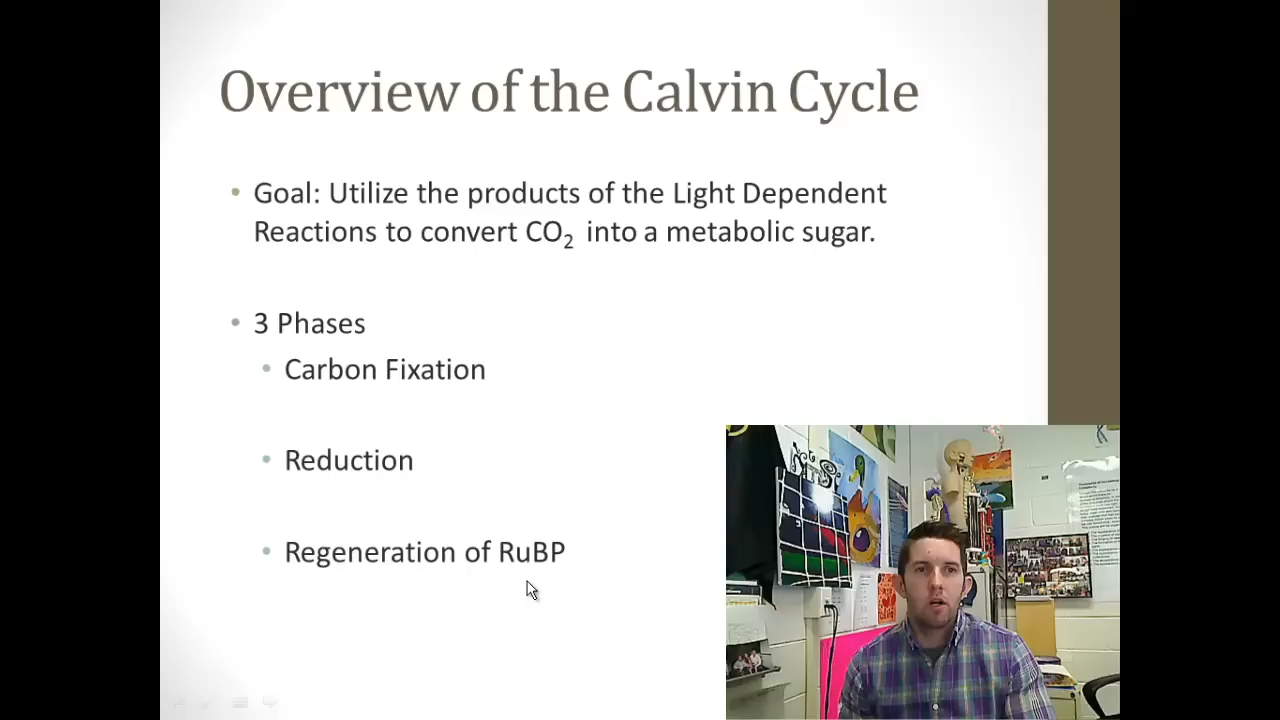 Overview of the Calvin Cycle
• Goal: Utilize the products of the Light Dependent
Reactions to convert CO₂ into a metabolic sugar.
• 3 Phases
• Carbon Fixation
• Reduction
• Regeneration of RuBP